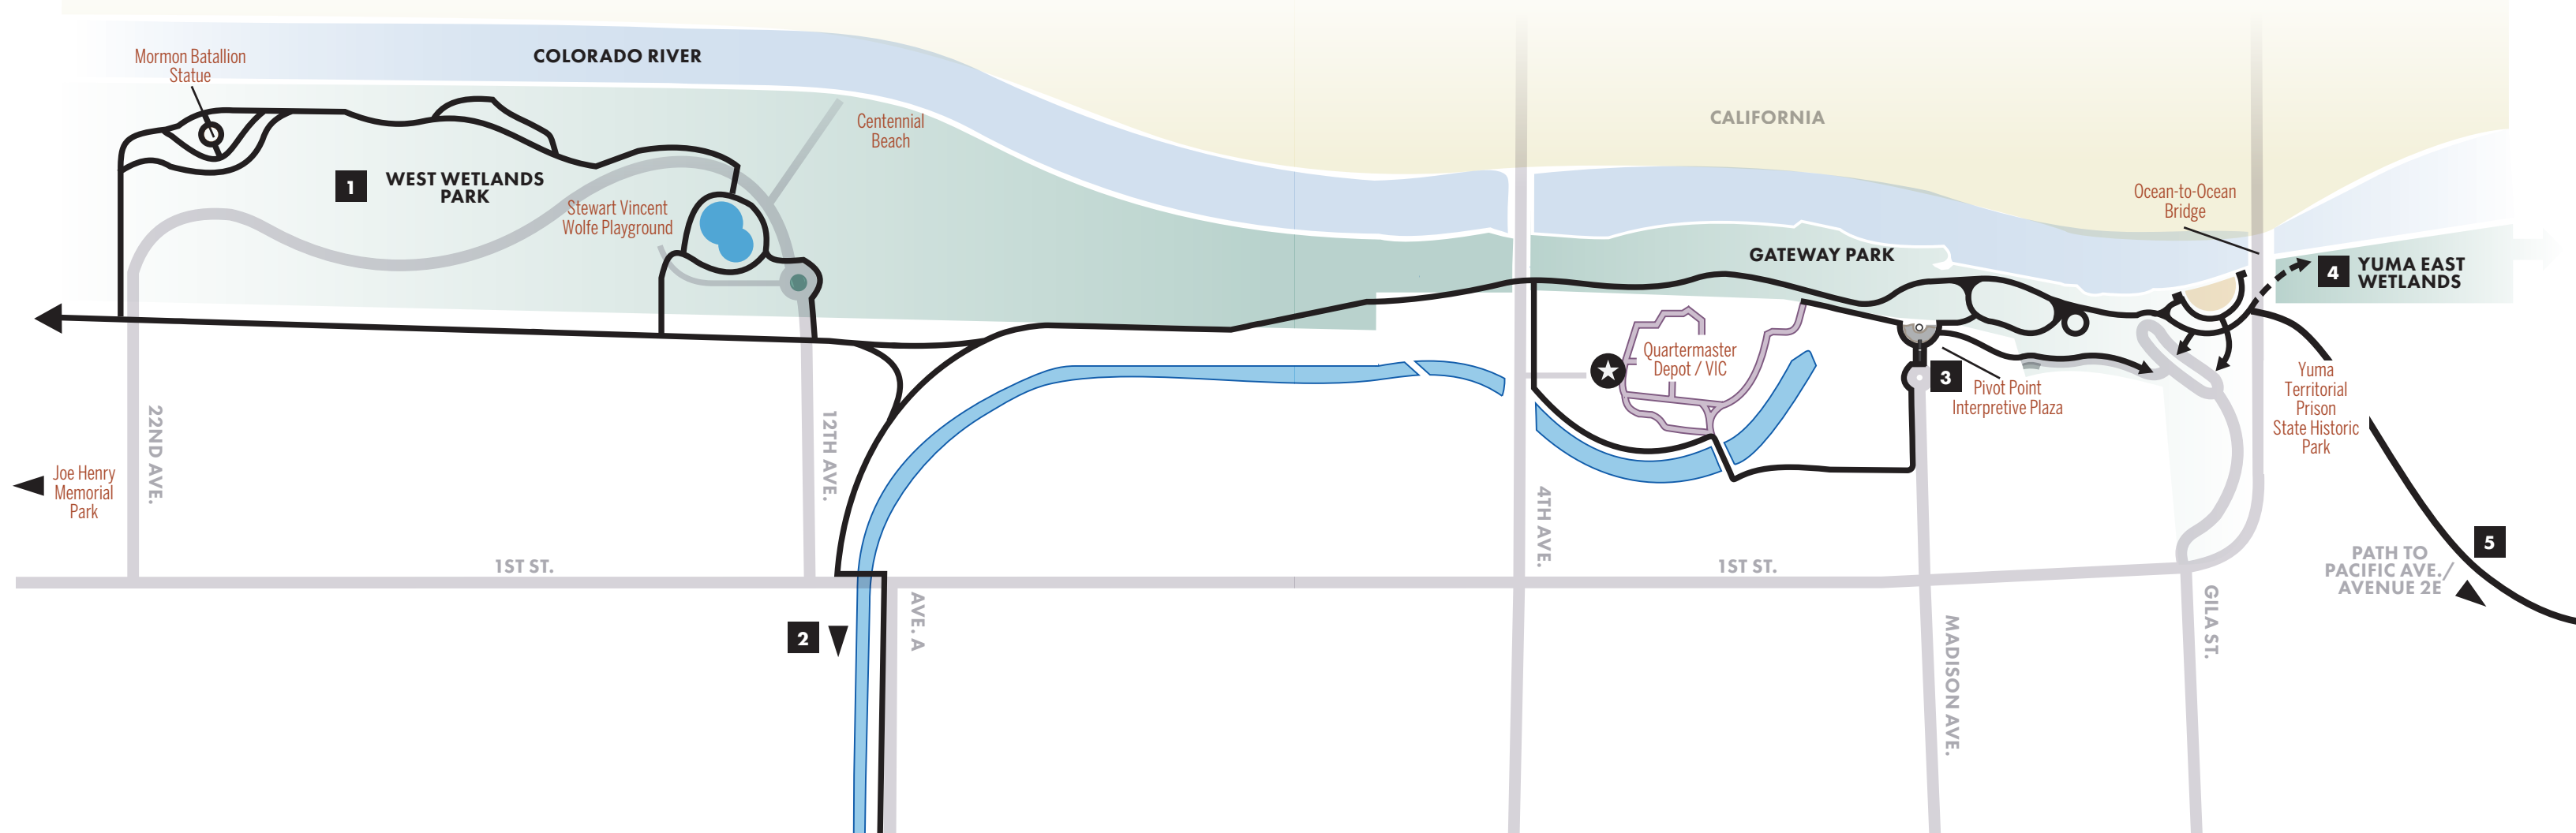 COLORADO RIVER
Mormon Batallion
Statue
Centennial
Beach
CALIFORNIA
1
WEST WETLANDS
PARK
Stewart Vincent
Wolfe Playground
Ocean-to-Ocean
Bridge
GATEWAY PARK
4
YUMA EAST
WETLANDS
Quartermaster
Depot / VIC
3
Pivot Point
Interpretive Plaza
Yuma
Territorial
Prison
State Historic
Park
22ND AVE.
12TH AVE.
Joe Henry
Memorial
Park
4TH AVE.
1ST ST.
1ST ST.
5
PATH TO
PACIFIC AVE./
AVENUE 2E
2
AVE. A
MADISON AVE.
GILA ST.